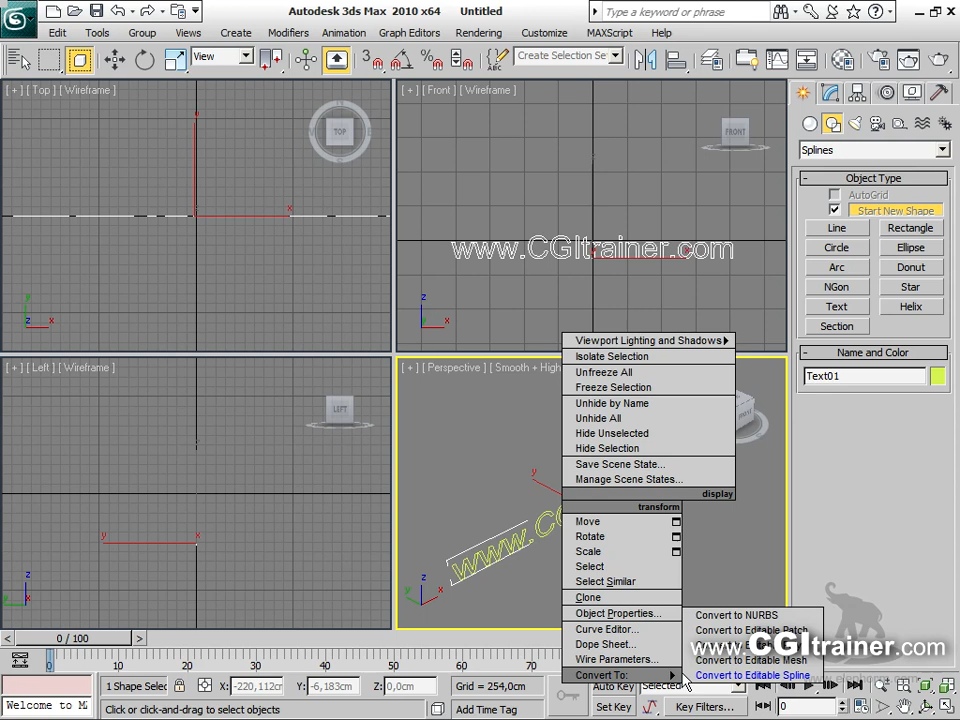 Autodesk 3ds Max 2010 x64 Untitled
Type a keyword or phrase
Edit Tools Group Views Create Modifiers Animation Graph Editors Rendering Customize MAXScript Help
View
3
Create Selection Se
[ + ] [ Top ] [ Wireframe ]
TOP
[ + ] [ Front ] [ Wireframe ]
FRONT
www.CGItrainer.com
Splines
Object Type
AutoGrid
Start New Shape
Line Rectangle
Circle Ellipse
Arc Donut
NGon Star
Text Helix
Section
Name and Color
Text01
[ + ] [ Left ] [ Wireframe ]
LEFT
[ + ] [ Perspective ] [ Smooth + High
Viewport Lighting and Shadows
Isolate Selection
Unfreeze All
Freeze Selection
Unhide by Name
Unhide All
Hide Unselected
Hide Selection
Save Scene State...
Manage Scene States...
display
transform
Move
Rotate
Scale
Select
Select Similar
Clone
Object Properties...
Curve Editor...
Dope Sheet...
Wire Parameters...
Convert To:
Convert to NURBS
Convert to Editable Patch
Convert to Editable Mesh
Convert to Editable Spline
www.CGItrainer.com
0 / 100
0 10 20 30 40 50 60 70
1 Shape Selec
X: -220,112cm Y: -6,183cm Z: 0,0cm
Grid = 254,0cm
Auto Key Selected
Welcome to M
Click or click-and-drag to select objects
Add Time Tag
Set Key
Key Filters...
0